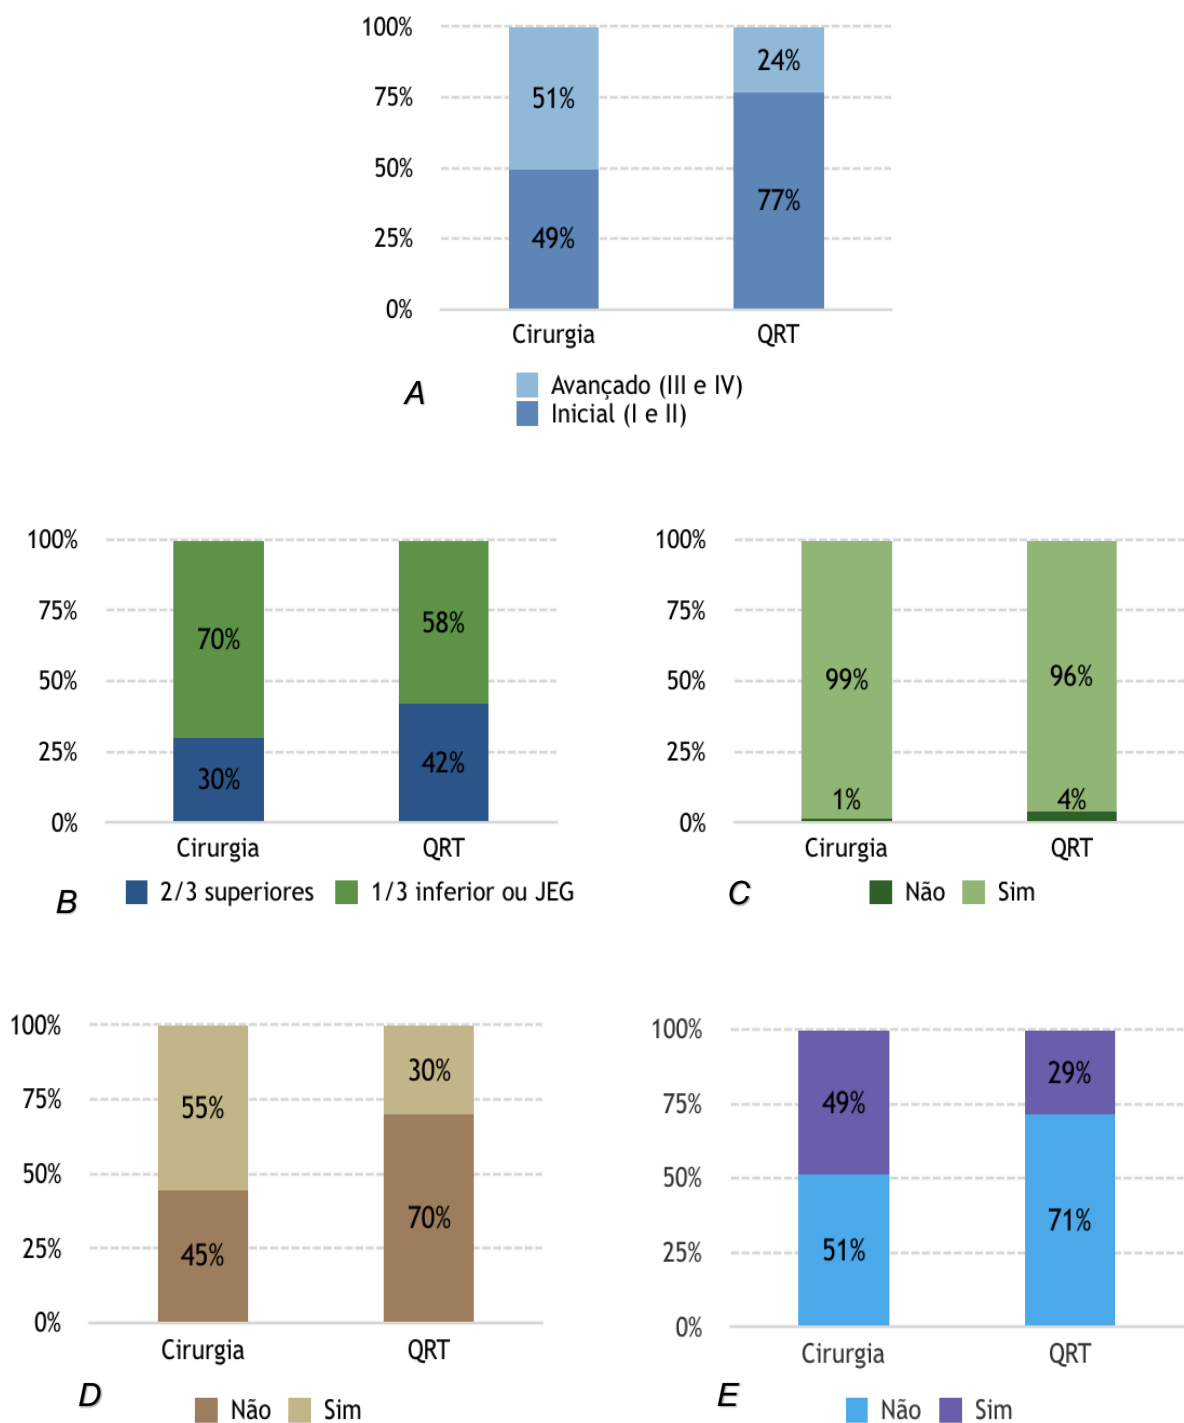 100%
24%
51%
75%
50%
77%
49%
25%
0%
Cirurgia QRT
A
Avançado (III e IV)
Inicial (I e II)
100%
75%
70%
58%
50%
25%
30%
42%
0%
Cirurgia QRT
B
2/3 superiores 1/3 inferior ou JEG
100%
75%
99%
96%
50%
25%
1%
4%
0%
Cirurgia QRT
C
Não Sim
100%
30%
75%
55%
50%
70%
45%
25%
0%
Cirurgia QRT
D
Não Sim
100%
29%
75%
49%
50%
71%
51%
25%
0%
Cirurgia QRT
E
Não Sim